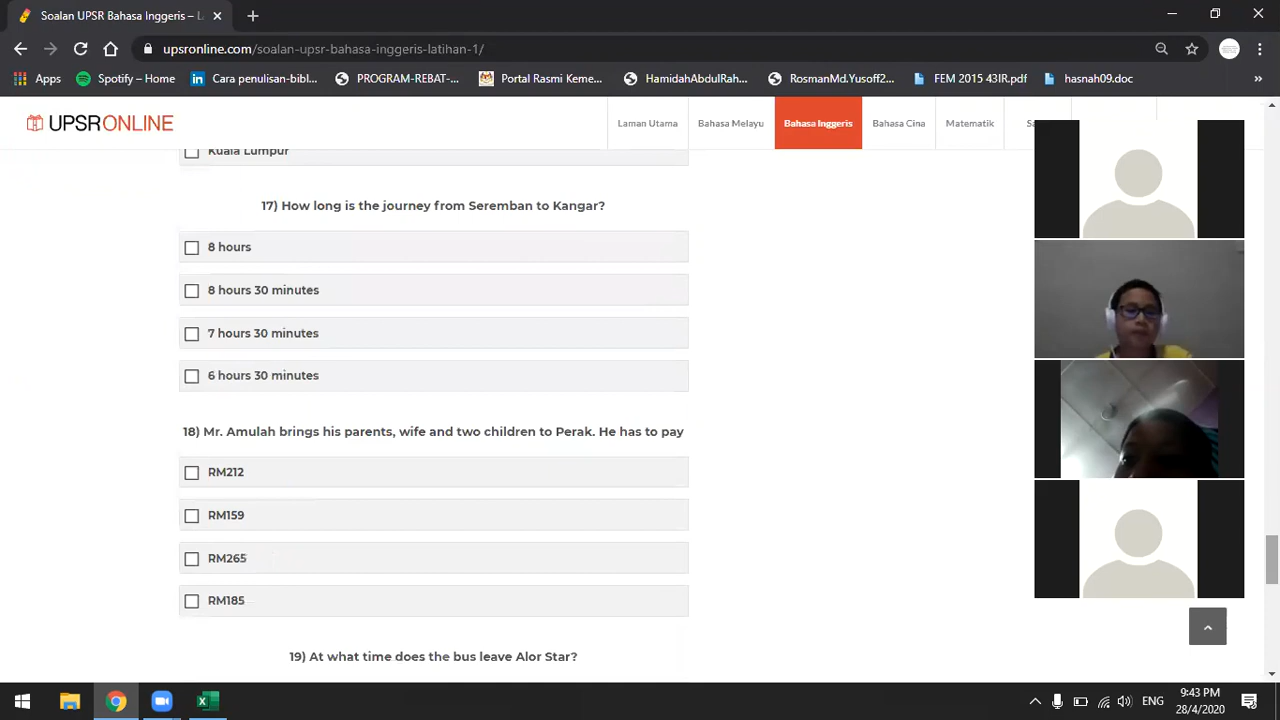 Soalan UPSR Bahasa Inggeris – L
upsronline.com/soalan-upsr-bahasa-inggeris-latihan-1/
Apps
Spotify – Home
Cara penulisan-bibl...
PROGRAM-REBAT-...
Portal Rasmi Keme...
HamidahAbdulRah...
RosmanMd.Yusoff2...
FEM 2015 43IR.pdf
hasnah09.doc
»
UPSRONLINE
Laman Utama
Bahasa Melayu
Bahasa Inggeris
Bahasa Cina
Matematik
Kuala Lumpur
17) How long is the journey from Seremban to Kangar?
8 hours
8 hours 30 minutes
7 hours 30 minutes
6 hours 30 minutes
18) Mr. Amulah brings his parents, wife and two children to Perak. He has to pay
RM212
RM159
RM265
RM185
19) At what time does the bus leave Alor Star?
ENG
9:43 PM
28/4/2020